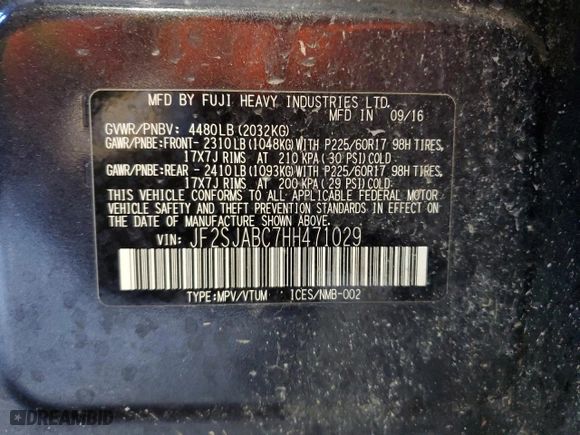 MFD BY FUJI HEAVY INDUSTRIES LTD.
MFD IN 09/16
GVWR/PNBV: 4480LB(2032KG)
GAWR/PNBE:FRONT- 2310LB(1048KG)WITH P225/60R17 98H TIRES,
17X7J RIMS AT 210 KPA(30 PSI)COLD
GAWR/PNBE:REAR - 2410LB(1093KG)WITH P225/60R17 98H TIRES,
17X7J RIMS AT 200 KPA(29 PSI)COLD
THIS VEHICLE CONFORMS TO ALL APPLICABLE FEDERAL MOTOR
VEHICLE SAFETY AND THEFT PREVENTION STANDARDS IN EFFECT
ON THE DATE OF MANUFACTURE SHOWN ABOVE.
VIN: JF2SJABC7HH471029
TYPE:MPV/VTUM ICES/NMB-002
DREAMBID